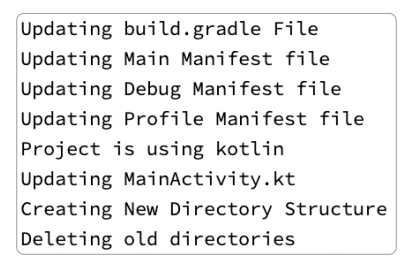 Updating build.gradle File
Updating Main Manifest file
Updating Debug Manifest file
Updating Profile Manifest file
Project is using kotlin
Updating MainActivity.kt
Creating New Directory Structure
Deleting old directories